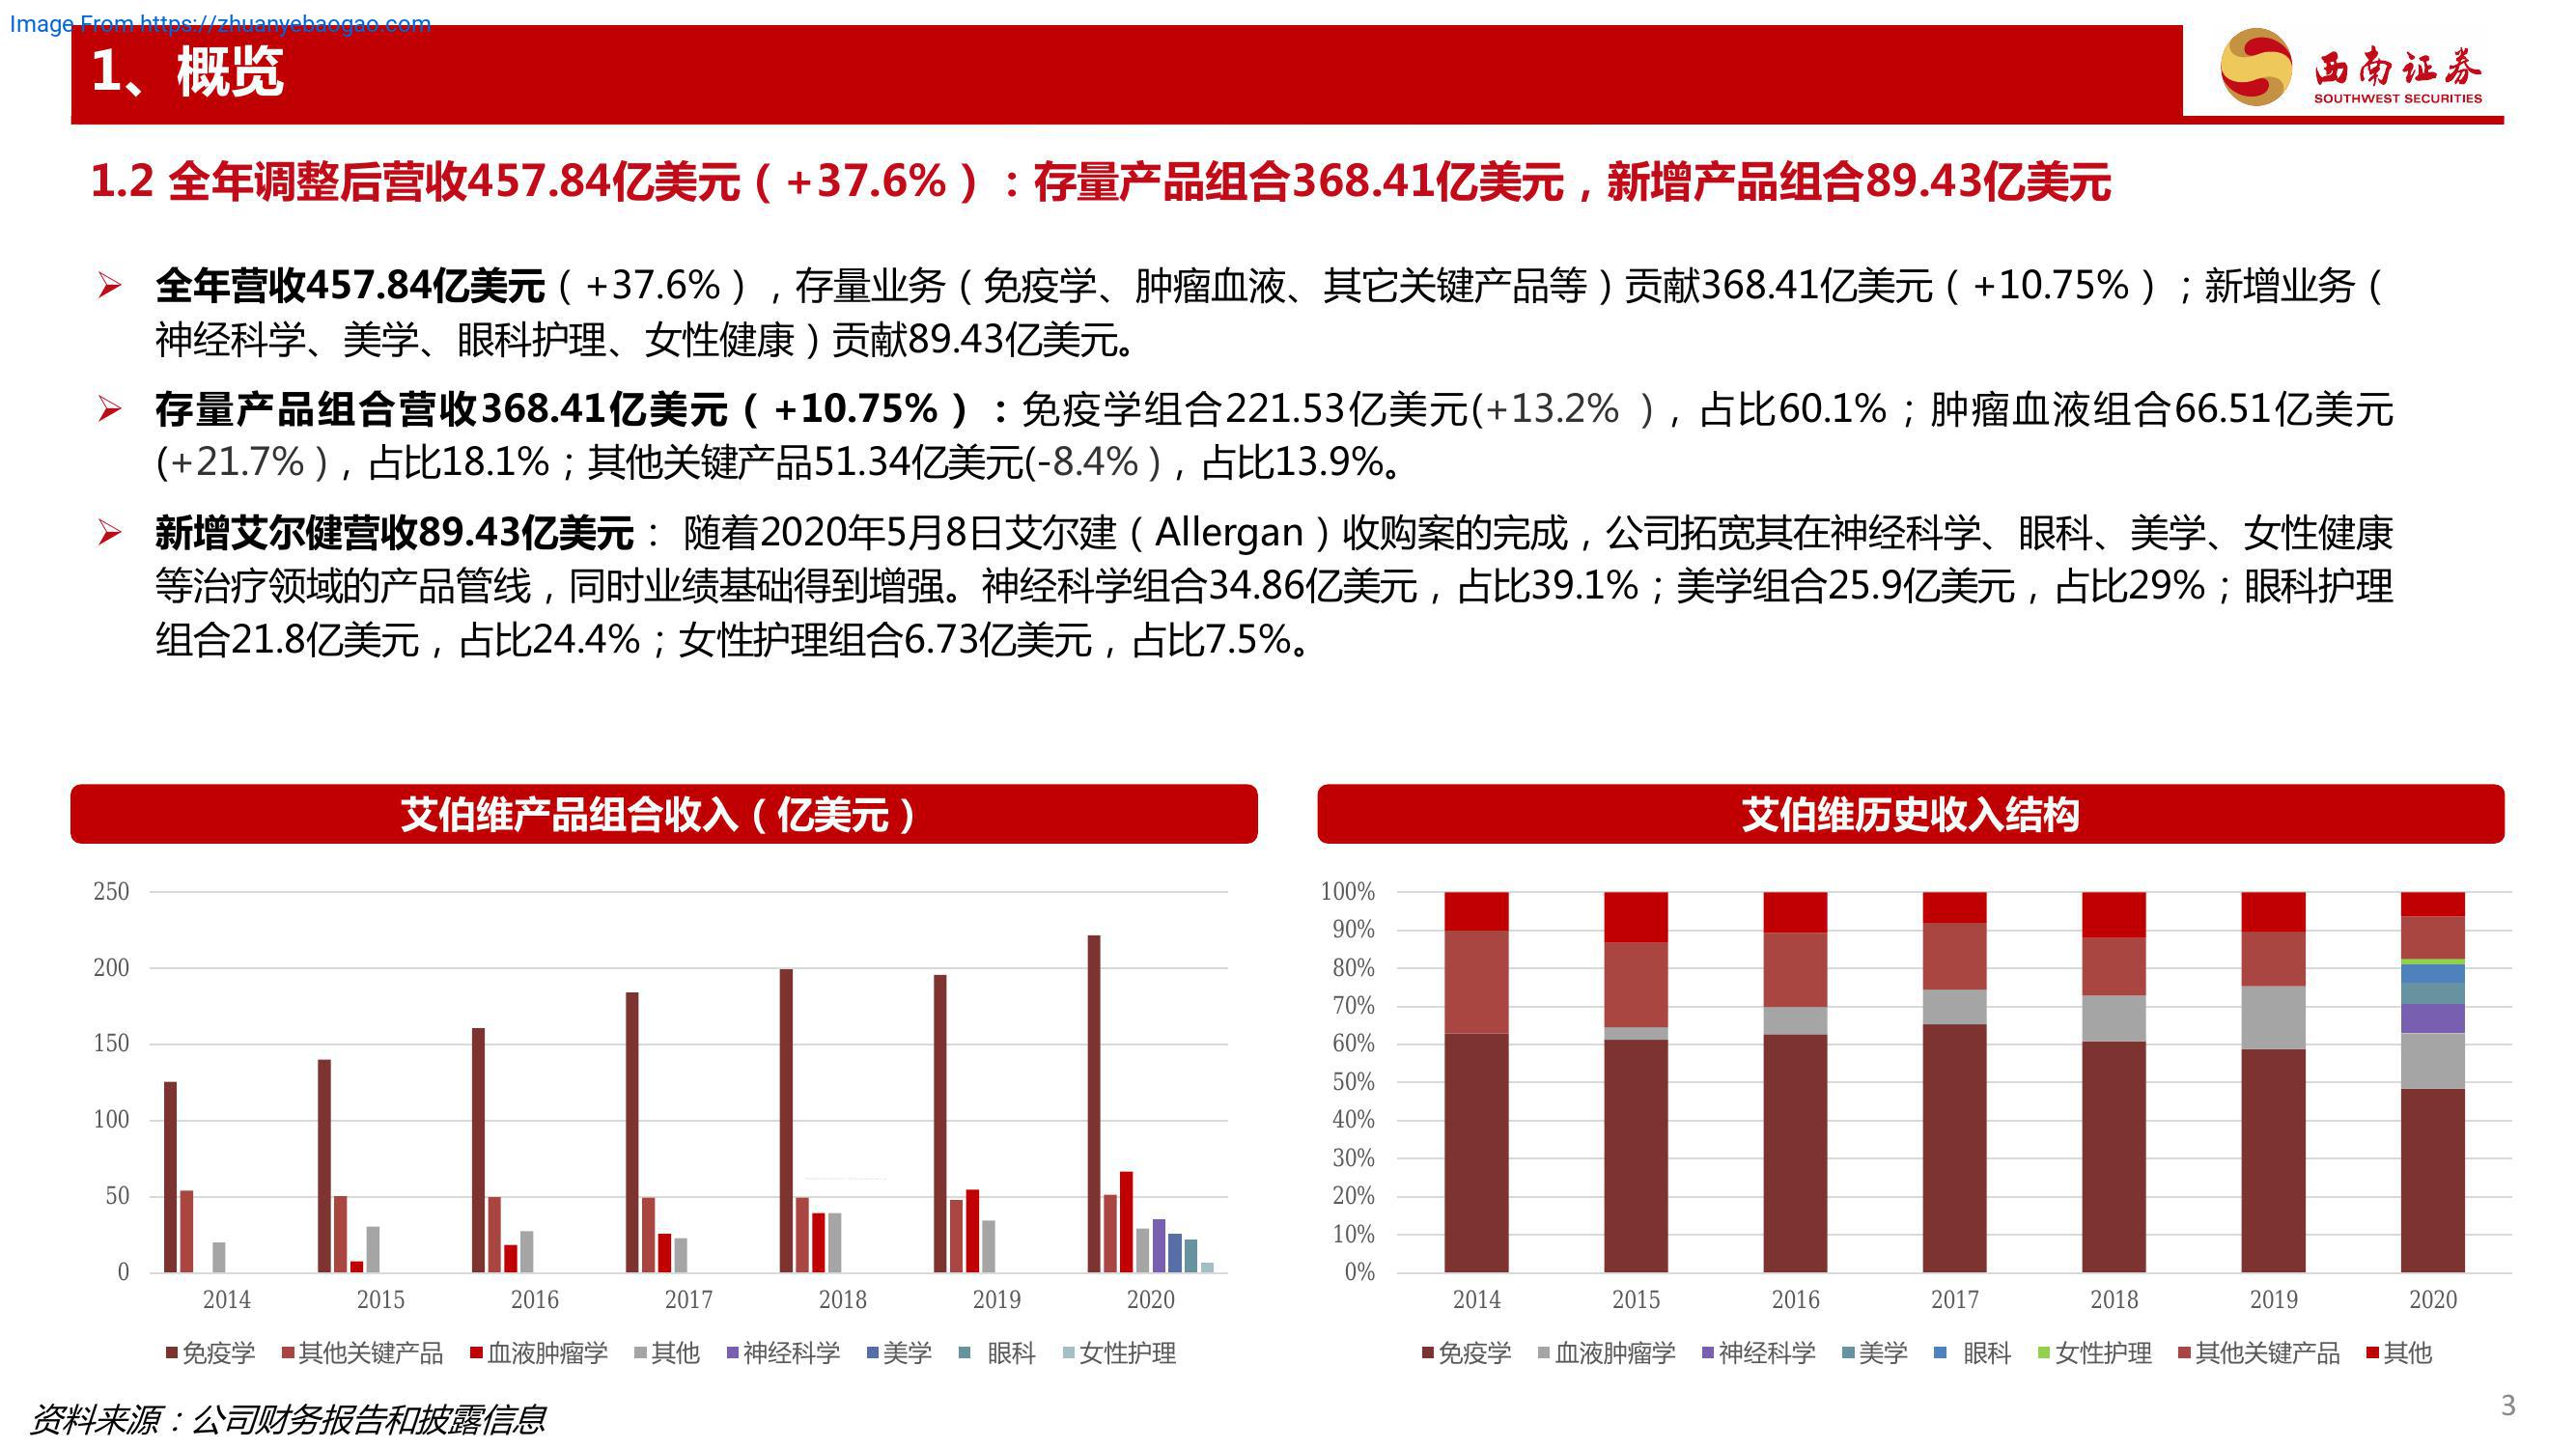 Image From https://zhuanyebaogao.com
1、概览
西南证券
SOUTHWEST SECURITIES
1.2 全年调整后营收457.84亿美元（+37.6%）：存量产品组合368.41亿美元，新增产品组合89.43亿美元
➢ 全年营收457.84亿美元（+37.6%），存量业务（免疫学、肿瘤血液、其它关键产品等）贡献368.41亿美元（+10.75%）；新增业务（
神经科学、美学、眼科护理、女性健康）贡献89.43亿美元。
➢ 存量产品组合营收368.41亿美元（+10.75%）：免疫学组合221.53亿美元(+13.2% ），占比60.1%；肿瘤血液组合66.51亿美元
(+21.7%），占比18.1%；其他关键产品51.34亿美元(-8.4%），占比13.9%。
➢ 新增艾尔健营收89.43亿美元： 随着2020年5月8日艾尔建（Allergan）收购案的完成，公司拓宽其在神经科学、眼科、美学、女性健康
等治疗领域的产品管线，同时业绩基础得到增强。神经科学组合34.86亿美元，占比39.1%；美学组合25.9亿美元，占比29%；眼科护理
组合21.8亿美元，占比24.4%；女性护理组合6.73亿美元，占比7.5%。
艾伯维产品组合收入（亿美元）
250
200
150
100
50
0
2014 2015 2016 2017 2018 2019 2020
免疫学 其他关键产品 血液肿瘤学 其他 神经科学 美学 眼科 女性护理
艾伯维历史收入结构
100%
90%
80%
70%
60%
50%
40%
30%
20%
10%
0%
2014 2015 2016 2017 2018 2019 2020
免疫学 血液肿瘤学 神经科学 美学 眼科 女性护理 其他关键产品 其他
资料来源：公司财务报告和披露信息
3